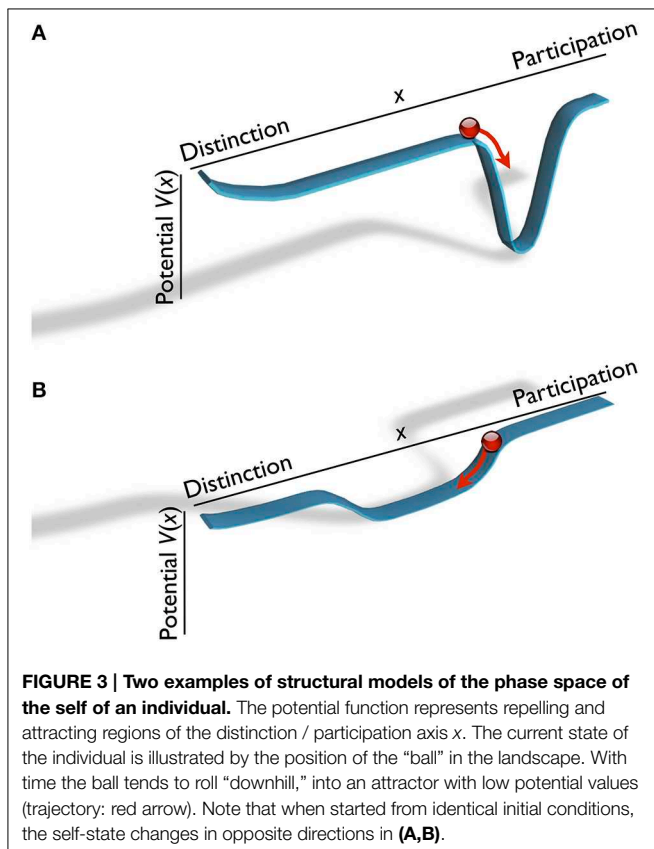 A
Participation
x
Distinction
Potential V(x)
B
Participation
x
Distinction
Potential V(x)
FIGURE 3 | Two examples of structural models of the phase space of
the self of an individual. The potential function represents repelling and
attracting regions of the distinction / participation axis x. The current state of
the individual is illustrated by the position of the “ball” in the landscape. With
time the ball tends to roll “downhill,” into an attractor with low potential values
(trajectory: red arrow). Note that when started from identical initial conditions,
the self-state changes in opposite directions in (A,B).